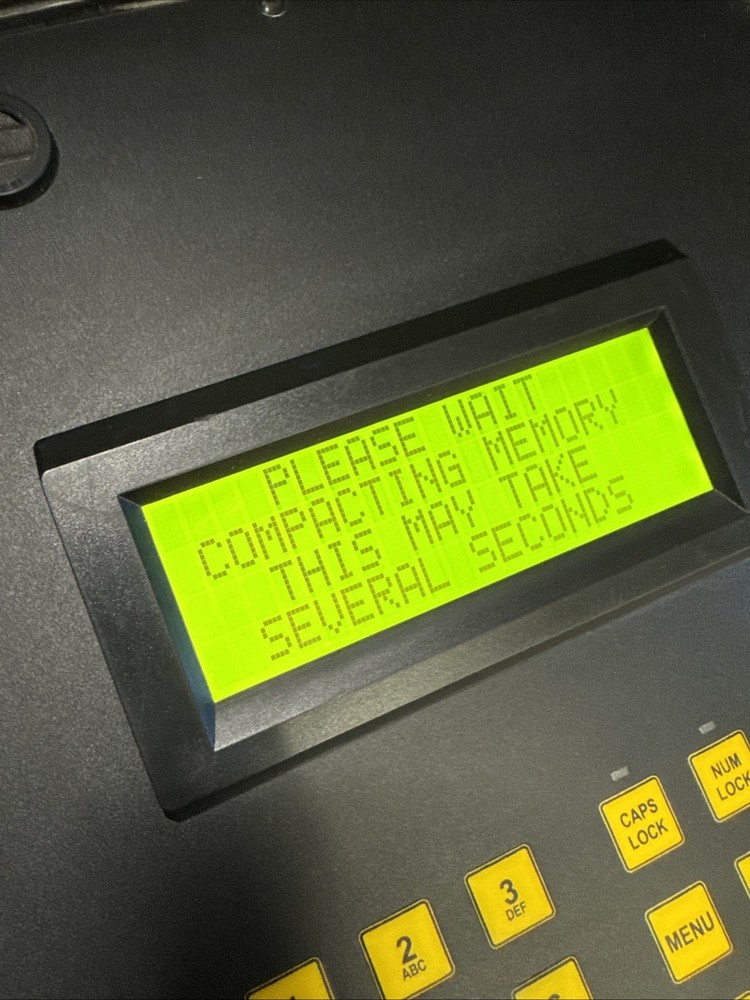 PLEASE WAIT
COMPACTING MEMORY
THIS MAY TAKE
SEVERAL SECONDS
NUM
LOCK
CAPS
LOCK
3
DEF
2
ABC
MENU